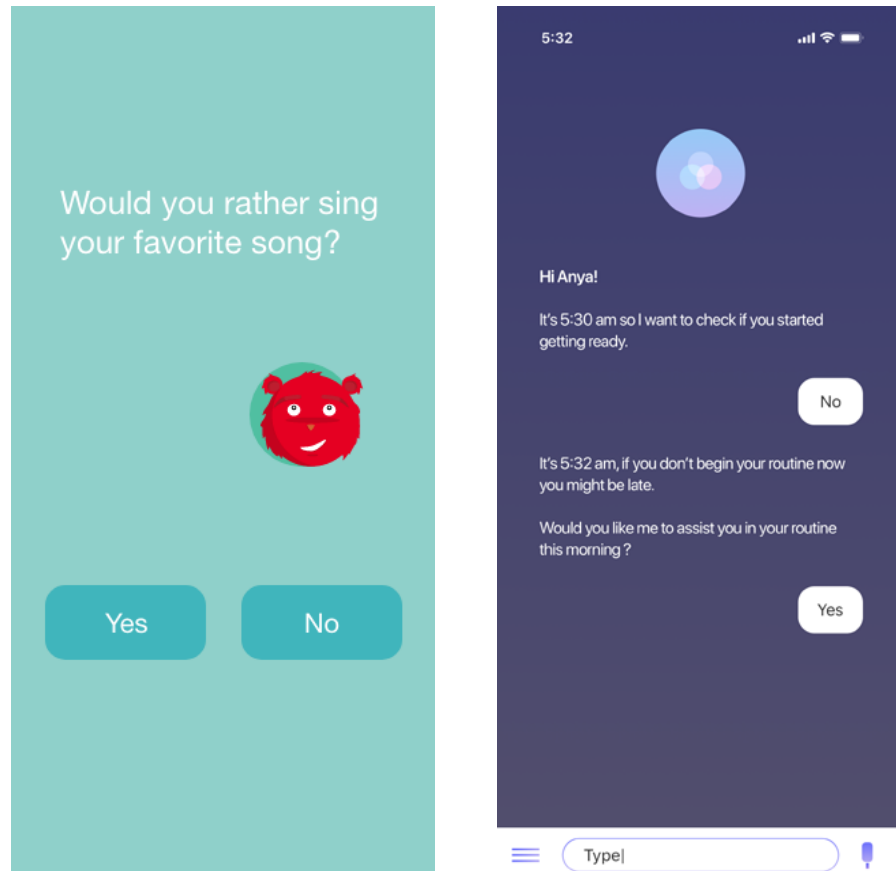 Would you rather sing
your favorite song?
Yes
No
5:32
Hi Anya!
It's 5:30 am so I want to check if you started
getting ready.
No
It's 5:32 am, if you don't begin your routine now
you might be late.
Would you like me to assist you in your routine
this morning ?
Yes
Type